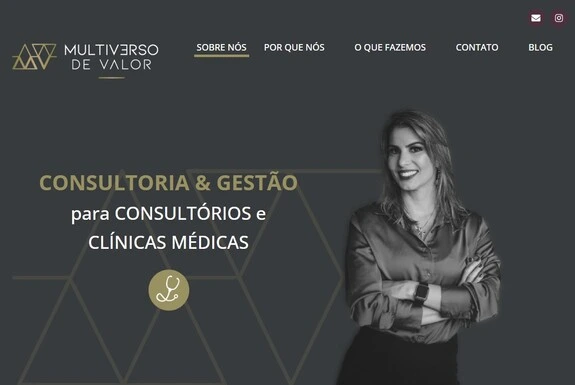 MULTIVERSO
DE VALOR
SOBRE NÓS
POR QUE NÓS
O QUE FAZEMOS
CONTATO
BLOG
CONSULTORIA & GESTÃO
para CONSULTÓRIOS e
CLÍNICAS MÉDICAS